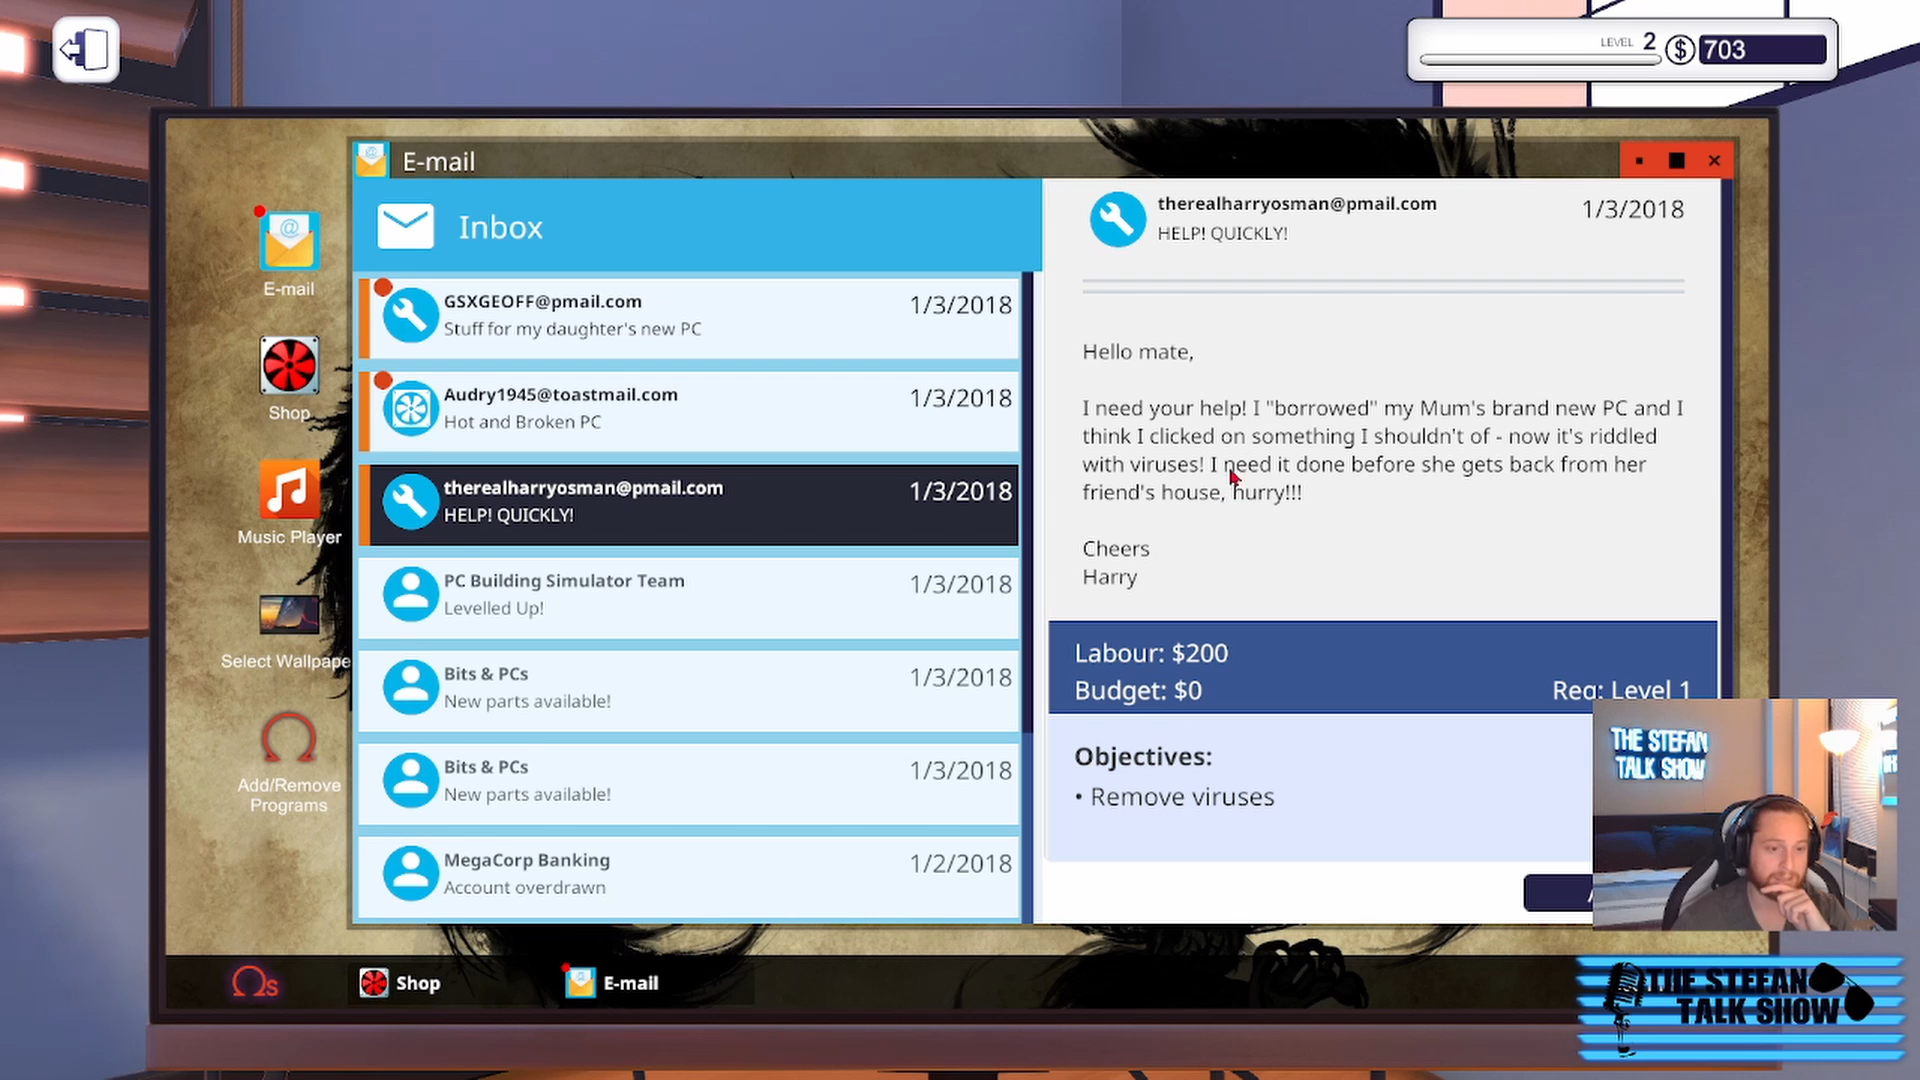 LEVEL 2 $ 703
E-mail
Inbox
E-mail
Shop
Music Player
Select Wallpape
Add/Remove
Programs
GSXGEOFF@pmail.com 1/3/2018
Stuff for my daughter's new PC
Audry1945@toastmail.com 1/3/2018
Hot and Broken PC
therealharryosman@pmail.com 1/3/2018
HELP! QUICKLY!
PC Building Simulator Team 1/3/2018
Levelled Up!
Bits & PCs 1/3/2018
New parts available!
Bits & PCs 1/3/2018
New parts available!
MegaCorp Banking 1/2/2018
Account overdrawn
therealharryosman@pmail.com 1/3/2018
HELP! QUICKLY!
Hello mate,
I need your help! I "borrowed" my Mum's brand new PC and I
think I clicked on something I shouldn't of - now it's riddled
with viruses! I need it done before she gets back from her
friend's house, hurry!!!
Cheers
Harry
Labour: $200
Budget: $0 Req: Level 1
Objectives:
• Remove viruses
THE STEFAN
TALK SHOW
Ωs Shop E-mail
THE STEFAN
TALK SHOW